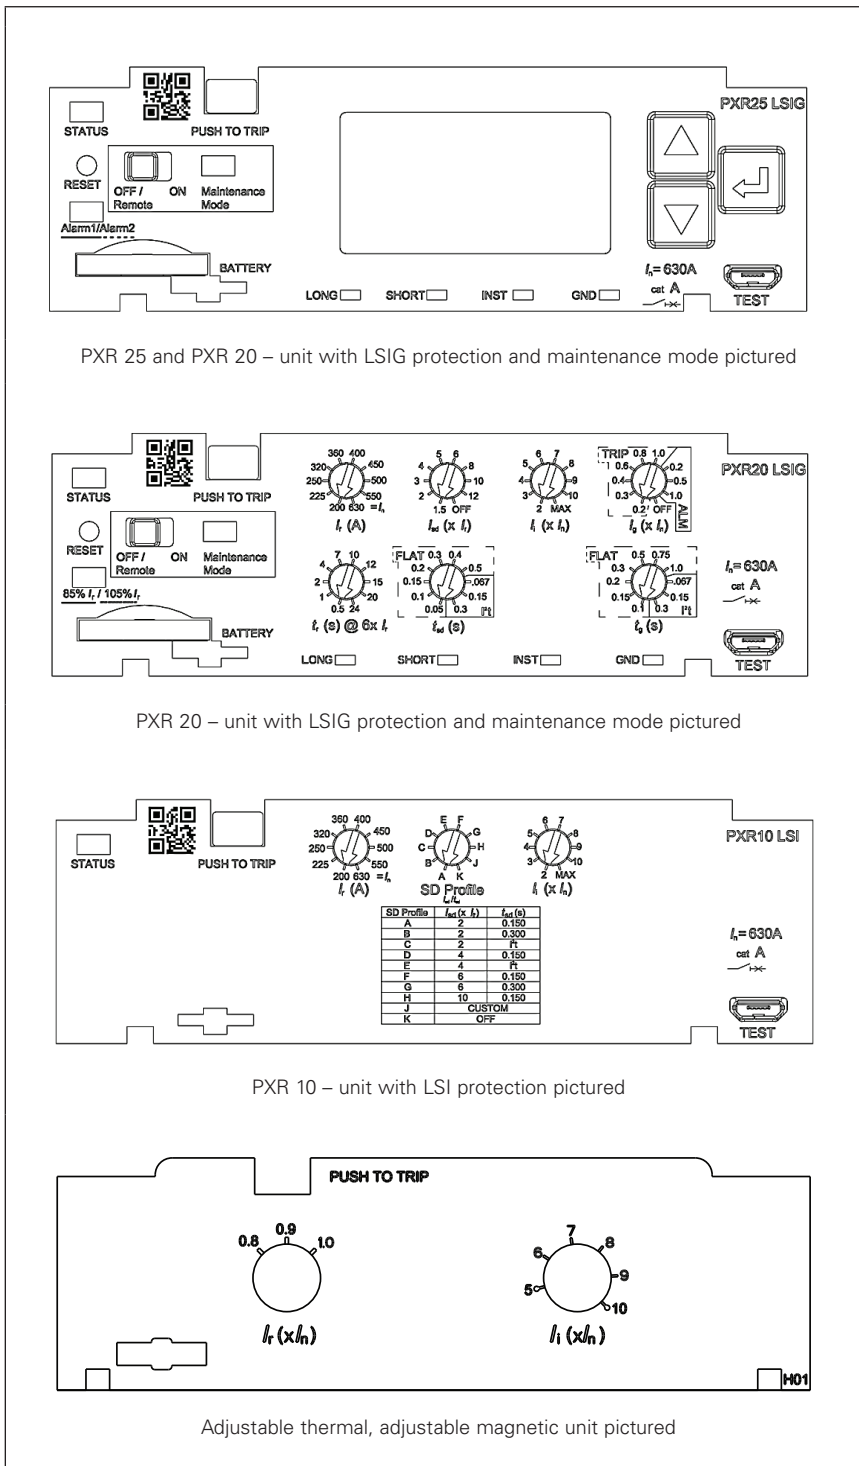 PXR25 LSIG
STATUS
PUSH TO TRIP
RESET
OFF / ON Maintenance
Remote Mode
Alarm1/Alarm2
BATTERY
LONG SHORT INST GND
In= 630A
cat A
TEST
PXR 25 and PXR 20 – unit with LSIG protection and maintenance mode pictured
PXR20 LSIG
STATUS
PUSH TO TRIP
RESET
OFF / ON Maintenance
Remote Mode
85% Ir / 105% Ir
BATTERY
360 400
320 450
250 500
225 550
200 630 =In
Ir (A)
5 6
4 8
3 10
2 12
1.5 OFF
Isd (x Ir)
6 7
5 8
4 9
3 10
2 MAX
Ii (x In)
TRIP 0.8 1.0
0.6 0.2
0.4 0.5
0.3 1.0
0.2 OFF
ALM
Ig (x In)
7 10
4 12
2 15
1 20
0.5 24
tr (s) @ 6x Ir
FLAT 0.3 0.4
0.2 0.5
0.15 .067
0.1 0.15
0.05 0.3 I²t
tsd (s)
FLAT 0.5 0.75
0.3 1.0
0.2 .067
0.15 0.15
0.1 0.3 I²t
tg (s)
In= 630A
cat A
TEST
LONG SHORT INST GND
PXR 20 – unit with LSIG protection and maintenance mode pictured
PXR10 LSI
STATUS
PUSH TO TRIP
360 400
320 450
250 500
225 550
200 630 =In
Ir (A)
E F
D G
C H
B J
A K
SD Profile
6 7
5 8
4 9
3 10
2 MAX
Ii (x In)
SD Profile Isd (x Ir) tsd (s)
A 2 0.150
B 2 0.300
C 2 I²t
D 4 0.150
E 4 I²t
F 6 0.150
G 6 0.300
H 10 0.150
J CUSTOM
K OFF
In= 630A
cat A
TEST
PXR 10 – unit with LSI protection pictured
PUSH TO TRIP
0.8 0.9 1.0
Ir (xIn)
7
6 8
5 9
10
Ii (xIn)
H01
Adjustable thermal, adjustable magnetic unit pictured